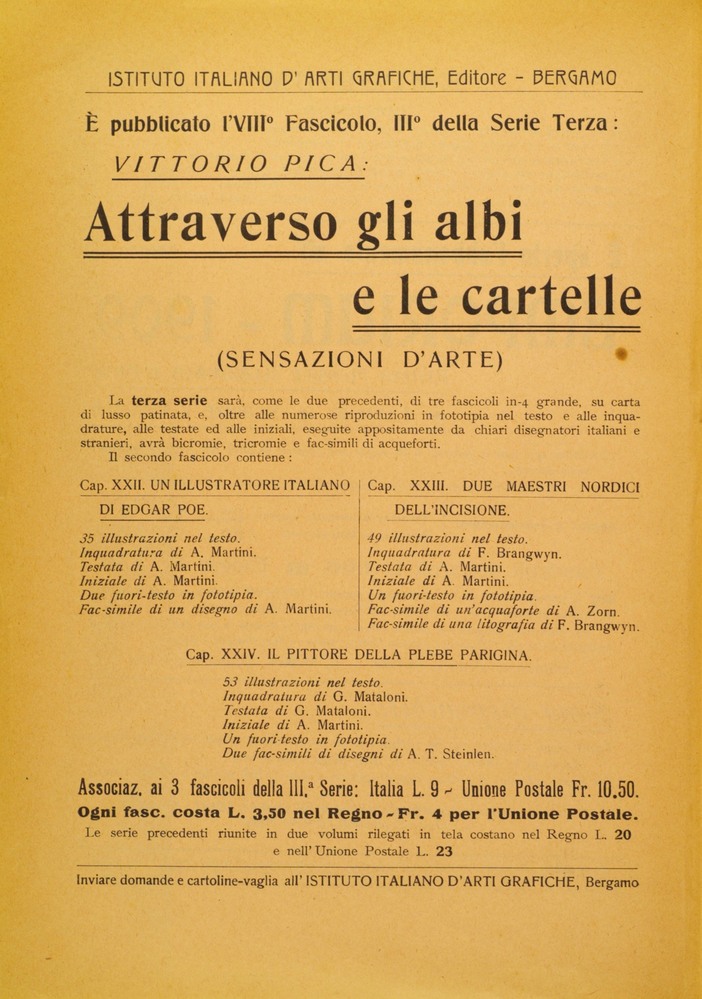 ISTITUTO ITALIANO D' ARTI GRAFICHE, Editore - BERGAMO
È pubblicato l'VIIIº Fascicolo, IIIº della Serie Terza:
VITTORIO PICA:
Attraverso gli albi
e le cartelle
(SENSAZIONI D'ARTE)
La terza serie sarà, come le due precedenti, di tre fascicoli in-4 grande, su carta
di lusso patinata, e, oltre alle numerose riproduzioni in fototipia nel testo e alle inqua-
drature, alle testate ed alle iniziali, eseguite appositamente da chiari disegnatori italiani e
stranieri, avrà bicromie, tricromie e fac-simili di acqueforti.
Il secondo fascicolo contiene:
Cap. XXII. UN ILLUSTRATORE ITALIANO
DI EDGAR POE.
35 illustrazioni nel testo.
Inquadratura di A. Martini.
Testata di A. Martini.
Iniziale di A. Martini.
Due fuori-testo in fototipia.
Fac-simile di un disegno di A. Martini.
Cap. XXIII. DUE MAESTRI NORDICI
DELL'INCISIONE.
49 illustrazioni nel testo.
Inquadratura di F. Brangwyn.
Testata di A. Martini.
Iniziale di A. Martini.
Un fuori-testo in fototipia.
Fac-simile di un'acquaforte di A. Zorn.
Fac-simile di una litografia di F. Brangwyn.
Cap. XXIV. IL PITTORE DELLA PLEBE PARIGINA.
53 illustrazioni nel testo.
Inquadratura di G. Mataloni.
Testata di G. Mataloni.
Iniziale di A. Martini.
Un fuori-testo in fototipia.
Due fac-simili di disegni di A. T. Steinlen.
Associaz. ai 3 fascicoli della III.ª Serie: Italia L. 9 - Unione Postale Fr. 10.50.
Ogni fasc. costa L. 3,50 nel Regno - Fr. 4 per l'Unione Postale.
Le serie precedenti riunite in due volumi rilegati in tela costano nel Regno L. 20
e nell' Unione Postale L. 23
Inviare domande e cartoline-vaglia all' ISTITUTO ITALIANO D'ARTI GRAFICHE, Bergamo